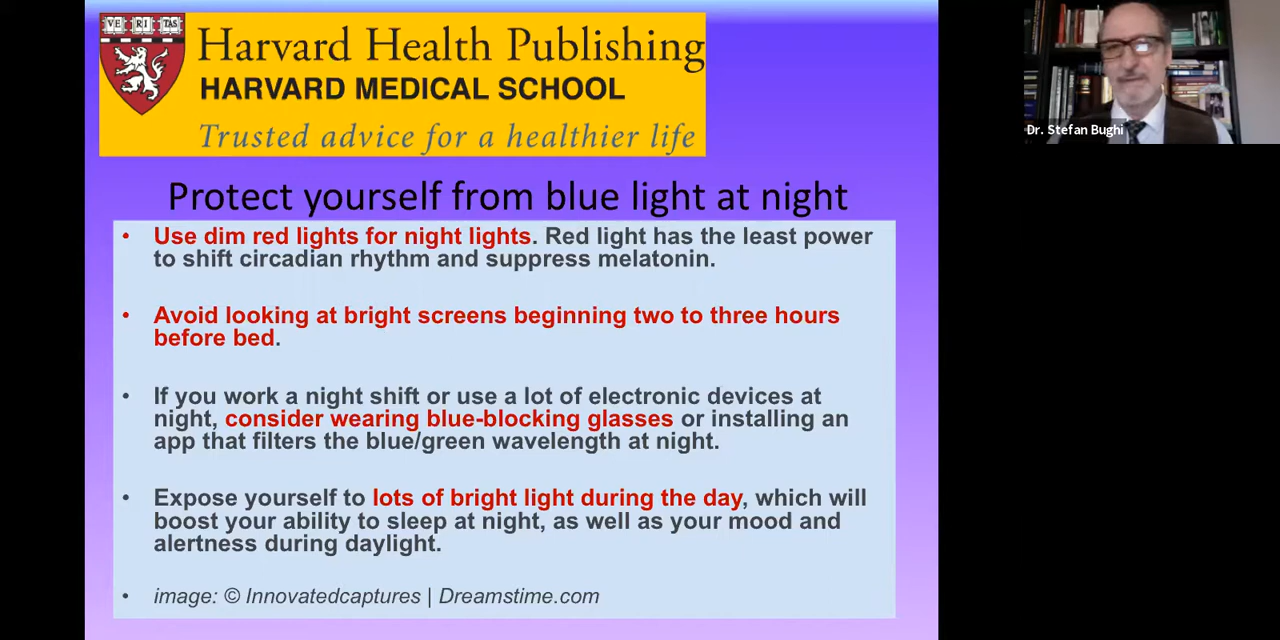 VE RI TAS
Harvard Health Publishing
HARVARD MEDICAL SCHOOL
Trusted advice for a healthier life
Dr. Stefan Bughi
Protect yourself from blue light at night
• Use dim red lights for night lights. Red light has the least power
to shift circadian rhythm and suppress melatonin.
• Avoid looking at bright screens beginning two to three hours
before bed.
• If you work a night shift or use a lot of electronic devices at
night, consider wearing blue-blocking glasses or installing an
app that filters the blue/green wavelength at night.
• Expose yourself to lots of bright light during the day, which will
boost your ability to sleep at night, as well as your mood and
alertness during daylight.
• image: © Innovatedcaptures | Dreamstime.com